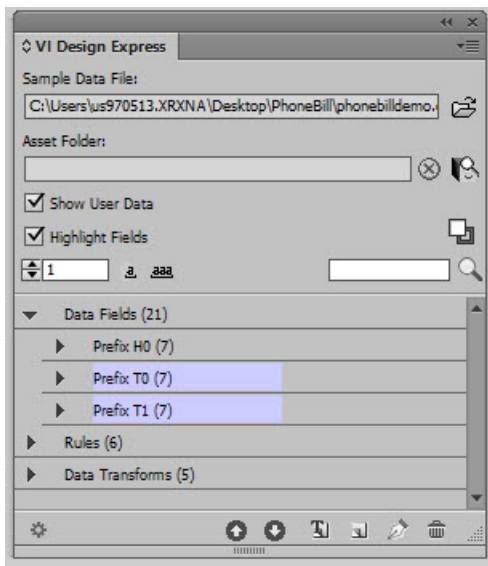 VI Design Express
Sample Data File:
C:\Users\us970513.XRXNA\Desktop\PhoneBill\phonebilldemo.
Asset Folder:
Show User Data
Highlight Fields
1 a aaa
Data Fields (21)
Prefix H0 (7)
Prefix T0 (7)
Prefix T1 (7)
Rules (6)
Data Transforms (5)